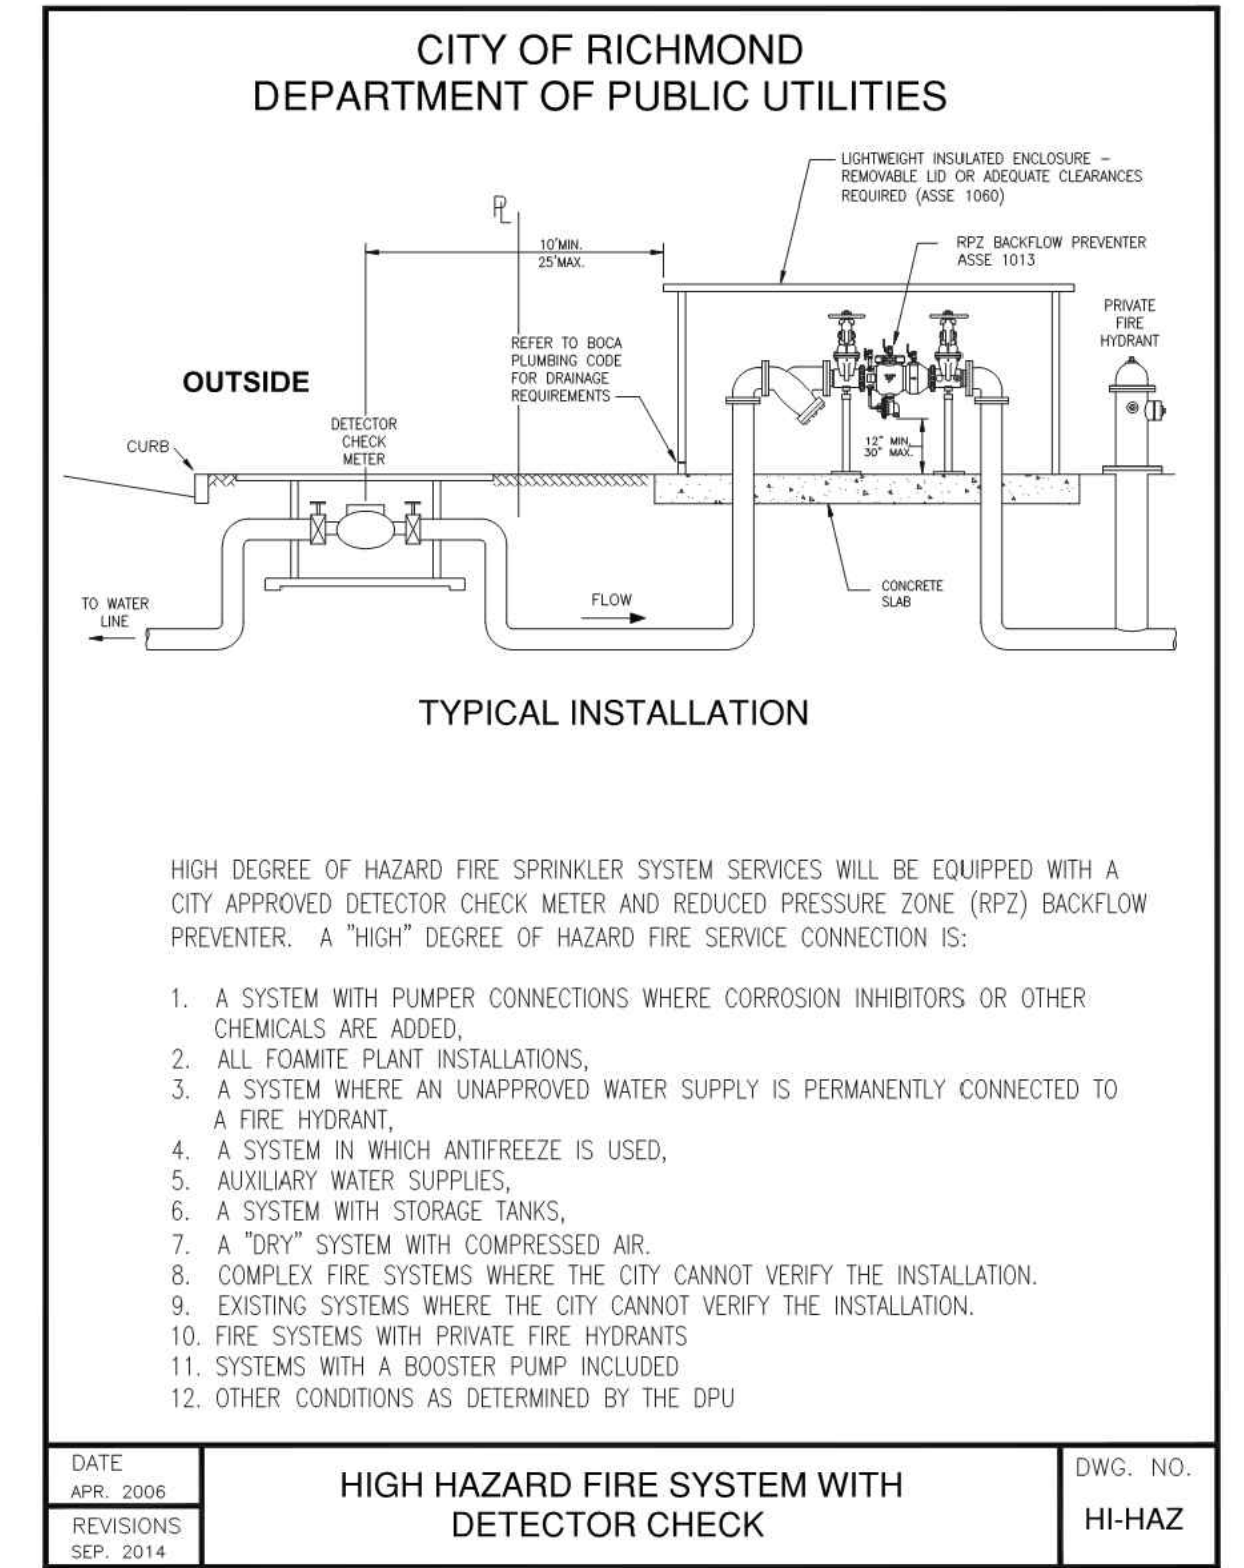 CITY OF RICHMOND
DEPARTMENT OF PUBLIC UTILITIES
LIGHTWEIGHT INSULATED ENCLOSURE –
REMOVABLE LID OR ADEQUATE CLEARANCES
REQUIRED (ASSE 1060)
PL
10'MIN.
25'MAX.
RPZ BACKFLOW PREVENTER
ASSE 1013
PRIVATE
FIRE
HYDRANT
REFER TO BOCA
PLUMBING CODE
FOR DRAINAGE
REQUIREMENTS
OUTSIDE
DETECTOR
CHECK
METER
CURB
12" MIN.
30" MAX.
TO WATER
LINE
FLOW
CONCRETE
SLAB
TYPICAL INSTALLATION
HIGH DEGREE OF HAZARD FIRE SPRINKLER SYSTEM SERVICES WILL BE EQUIPPED WITH A
CITY APPROVED DETECTOR CHECK METER AND REDUCED PRESSURE ZONE (RPZ) BACKFLOW
PREVENTER. A "HIGH" DEGREE OF HAZARD FIRE SERVICE CONNECTION IS:
1. A SYSTEM WITH PUMPER CONNECTIONS WHERE CORROSION INHIBITORS OR OTHER
CHEMICALS ARE ADDED,
2. ALL FOAMITE PLANT INSTALLATIONS,
3. A SYSTEM WHERE AN UNAPPROVED WATER SUPPLY IS PERMANENTLY CONNECTED TO
A FIRE HYDRANT,
4. A SYSTEM IN WHICH ANTIFREEZE IS USED,
5. AUXILIARY WATER SUPPLIES,
6. A SYSTEM WITH STORAGE TANKS,
7. A "DRY" SYSTEM WITH COMPRESSED AIR.
8. COMPLEX FIRE SYSTEMS WHERE THE CITY CANNOT VERIFY THE INSTALLATION.
9. EXISTING SYSTEMS WHERE THE CITY CANNOT VERIFY THE INSTALLATION.
10. FIRE SYSTEMS WITH PRIVATE FIRE HYDRANTS
11. SYSTEMS WITH A BOOSTER PUMP INCLUDED
12. OTHER CONDITIONS AS DETERMINED BY THE DPU
DATE
APR. 2006
REVISIONS
SEP. 2014
HIGH HAZARD FIRE SYSTEM WITH
DETECTOR CHECK
DWG. NO.
HI-HAZ